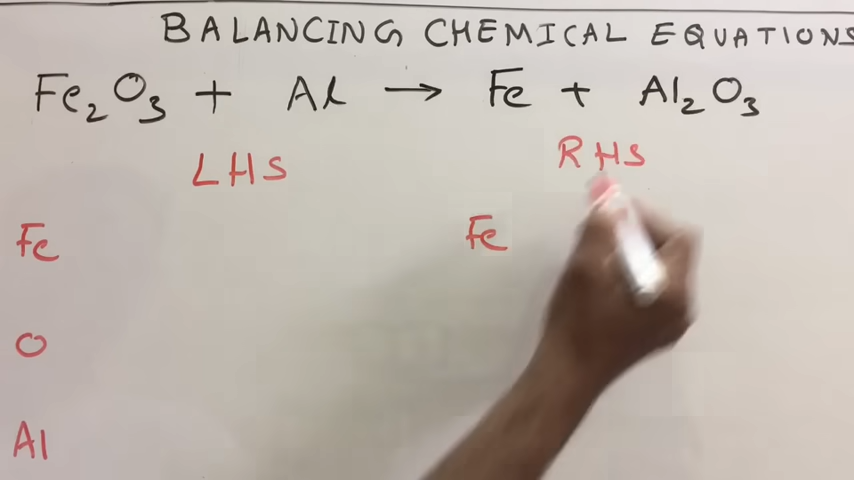 BALANCING CHEMICAL EQUATIONS
Fe₂O₃ + Al → Fe + Al₂O₃
LHS RHS
Fe Fe
O
Al